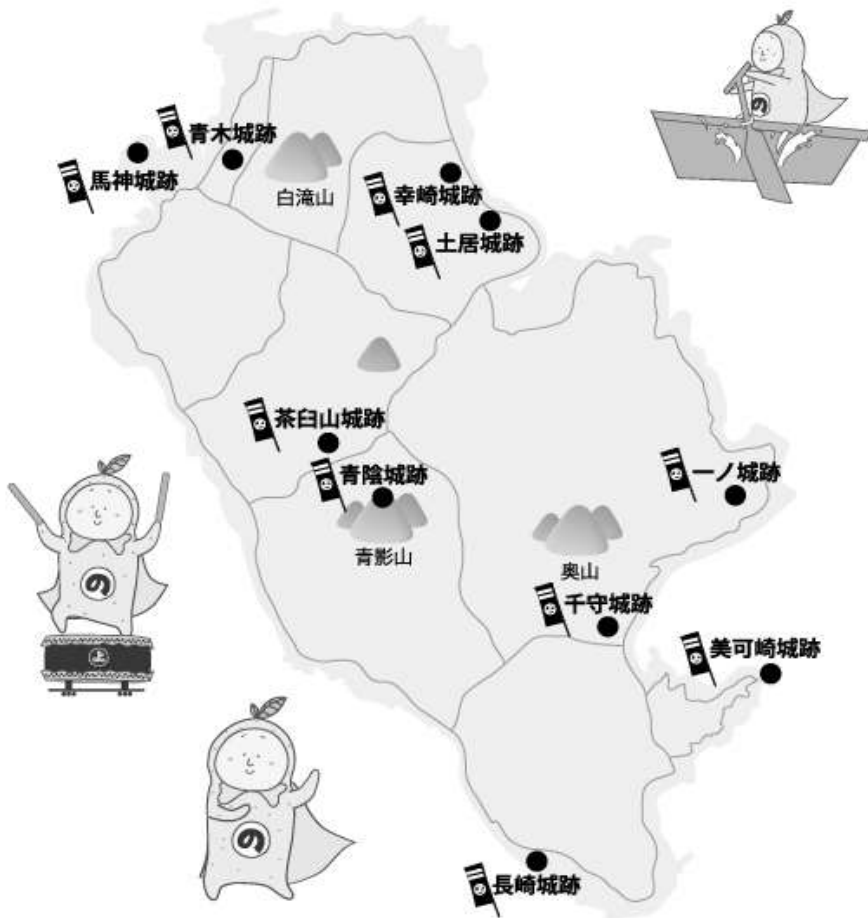 青木城跡
馬神城跡
白滝山
幸崎城跡
土居城跡
の
茶臼山城跡
青陰城跡
青影山
一ノ城跡
奥山
千守城跡
美可崎城跡
の
上
の
長崎城跡